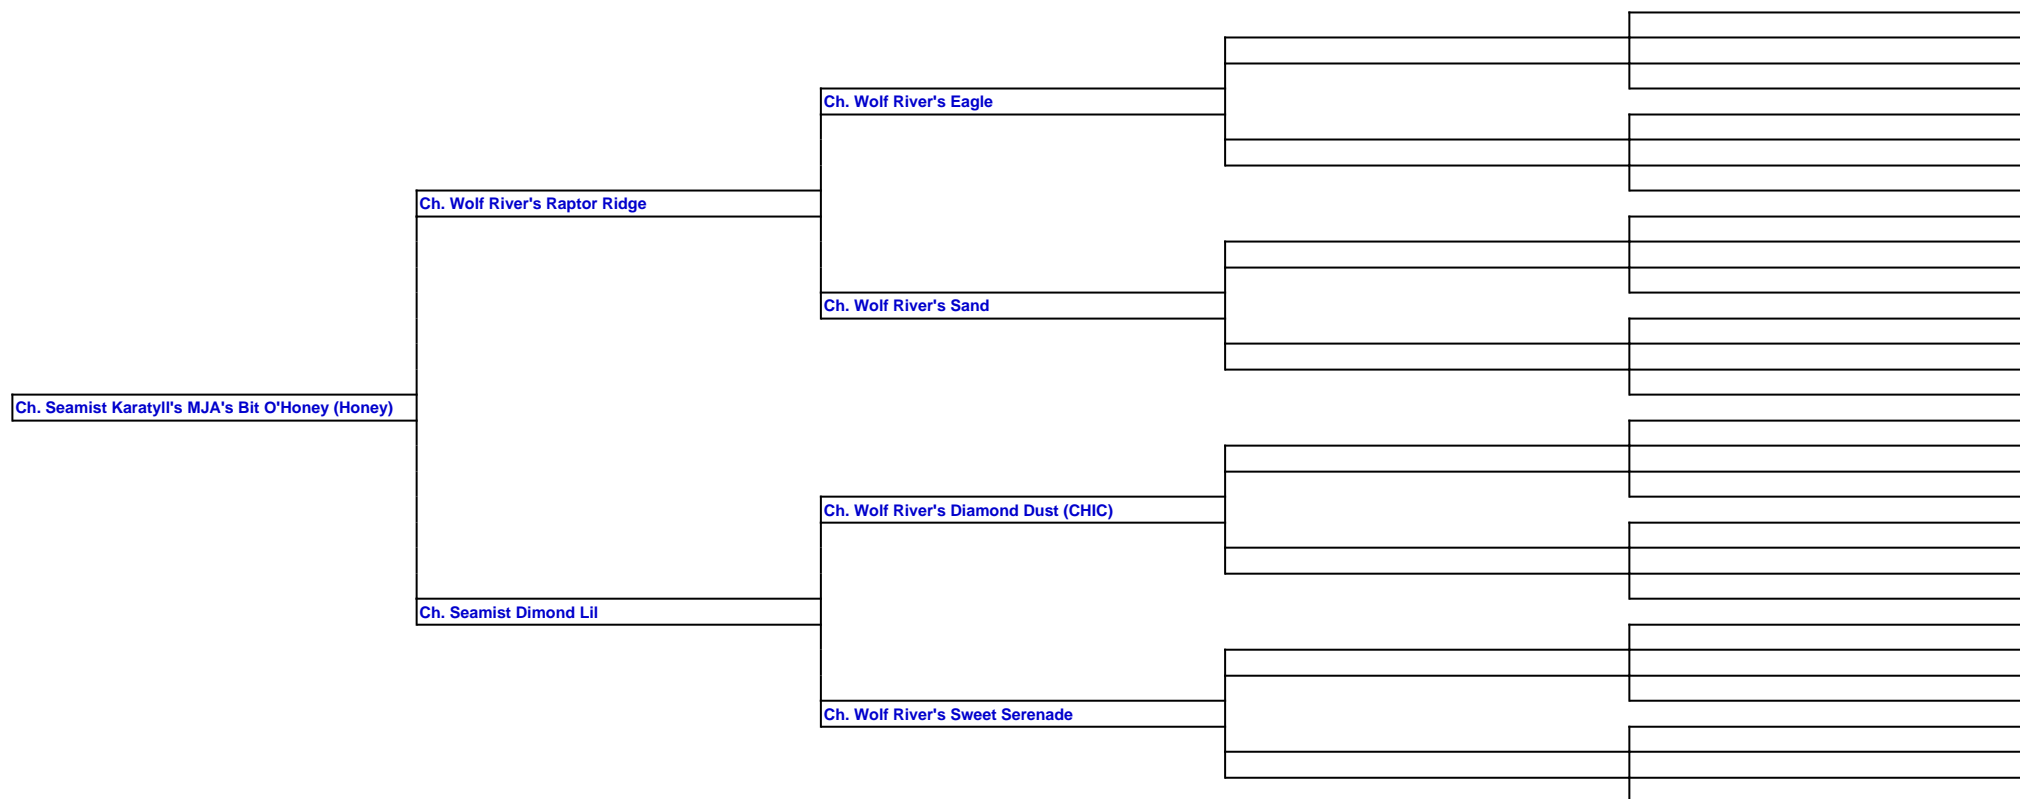 Ch. Wolf River's Eagle
Ch. Wolf River's Raptor Ridge
Ch. Wolf River's Sand
Ch. Seamist Karatyll's MJA's Bit O'Honey (Honey)
Ch. Wolf River's Diamond Dust (CHIC)
Ch. Seamist Dimond Lil
Ch. Wolf River's Sweet Serenade